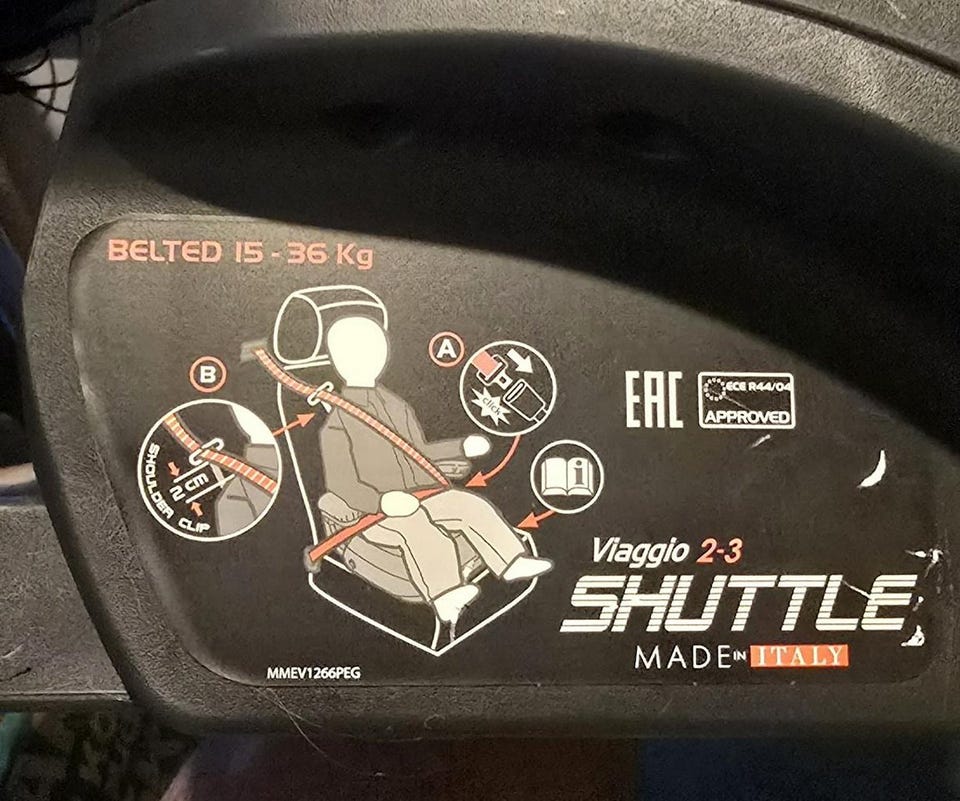 BELTED 15 - 36 Kg
A
click
B
2 CM
SHOULDER CLIP
EAC
ECE R44/04
APPROVED
i
Viaggio 2-3
SHUTTLE
MADE IN ITALY
MMEV1266PEG